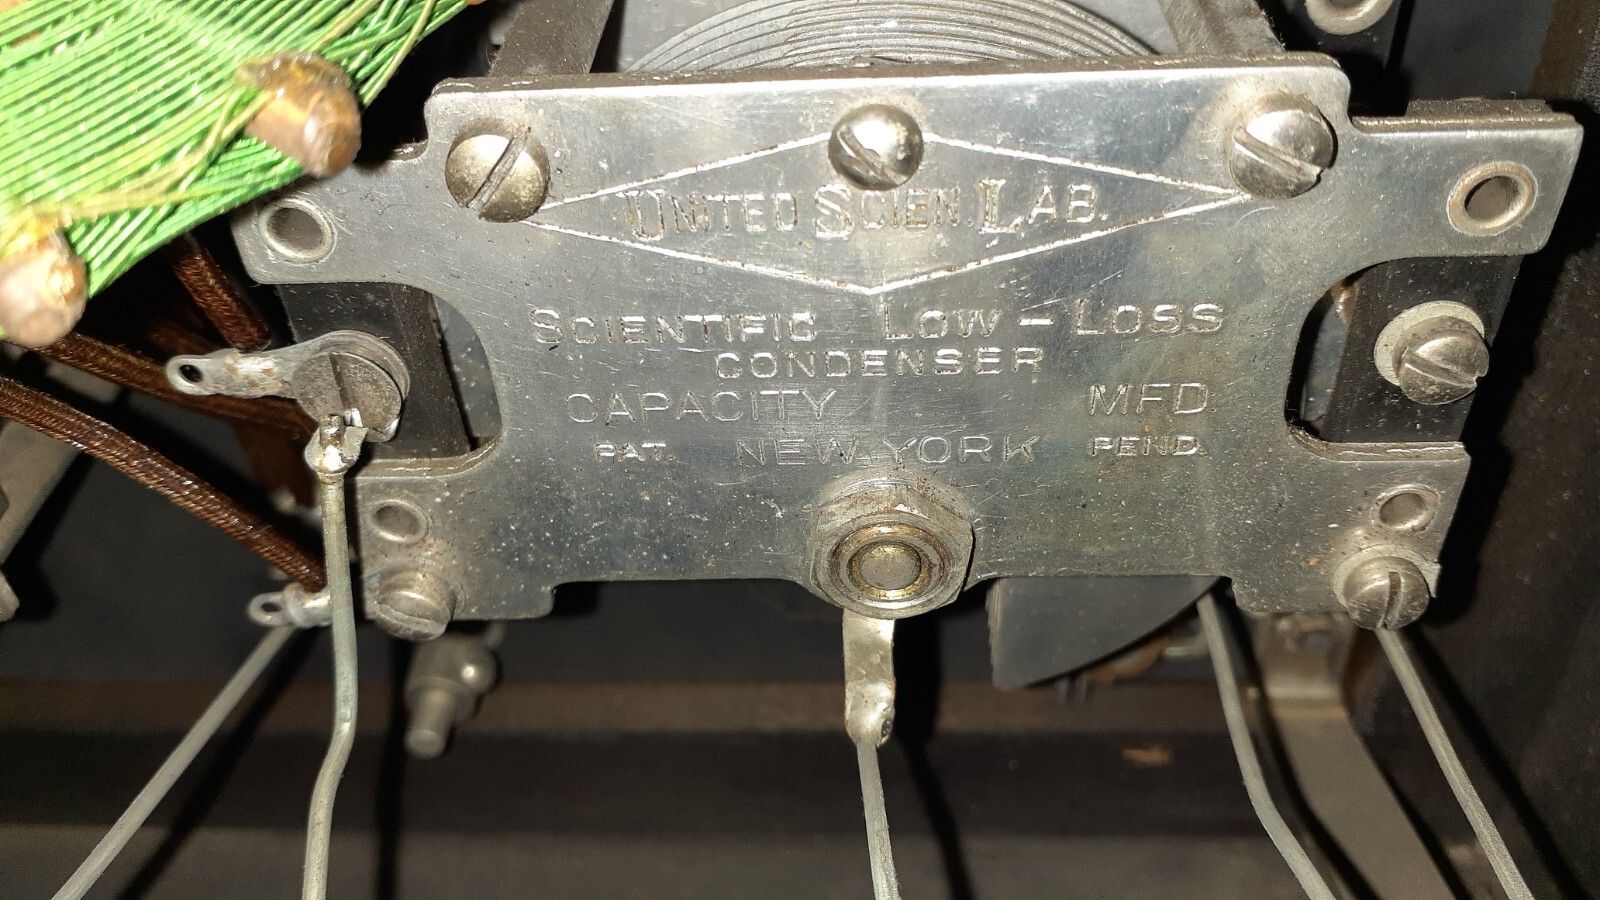 UNITED SCIEN. LAB.
SCIENTIFIC LOW-LOSS
CONDENSER
CAPACITY MFD.
PAT. NEW YORK PEND.